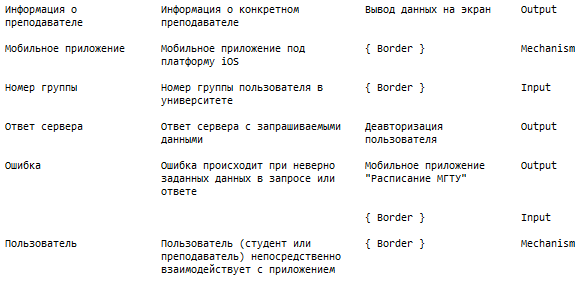 Информация о Информация о конкретном Вывод данных на экран Output
преподавателе преподавателе
Мобильное приложение Мобильное приложение под { Border } Mechanism
платформу iOS
Номер группы Номер группы пользователя в { Border } Input
университете
Ответ сервера Ответ сервера с запрашиваемыми Деавторизация Output
данными пользователя
Ошибка Ошибка происходит при неверно Мобильное приложение Output
заданных данных в запросе или "Расписание МГТУ"
ответе
{ Border } Input
Пользователь Пользователь (студент или { Border } Mechanism
преподаватель) непосредственно
взаимодействует с приложением